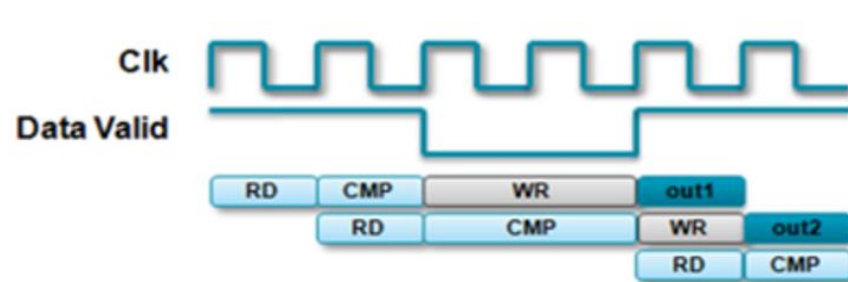 Clk
Data Valid
RD CMP WR out1
RD CMP WR out2
RD CMP